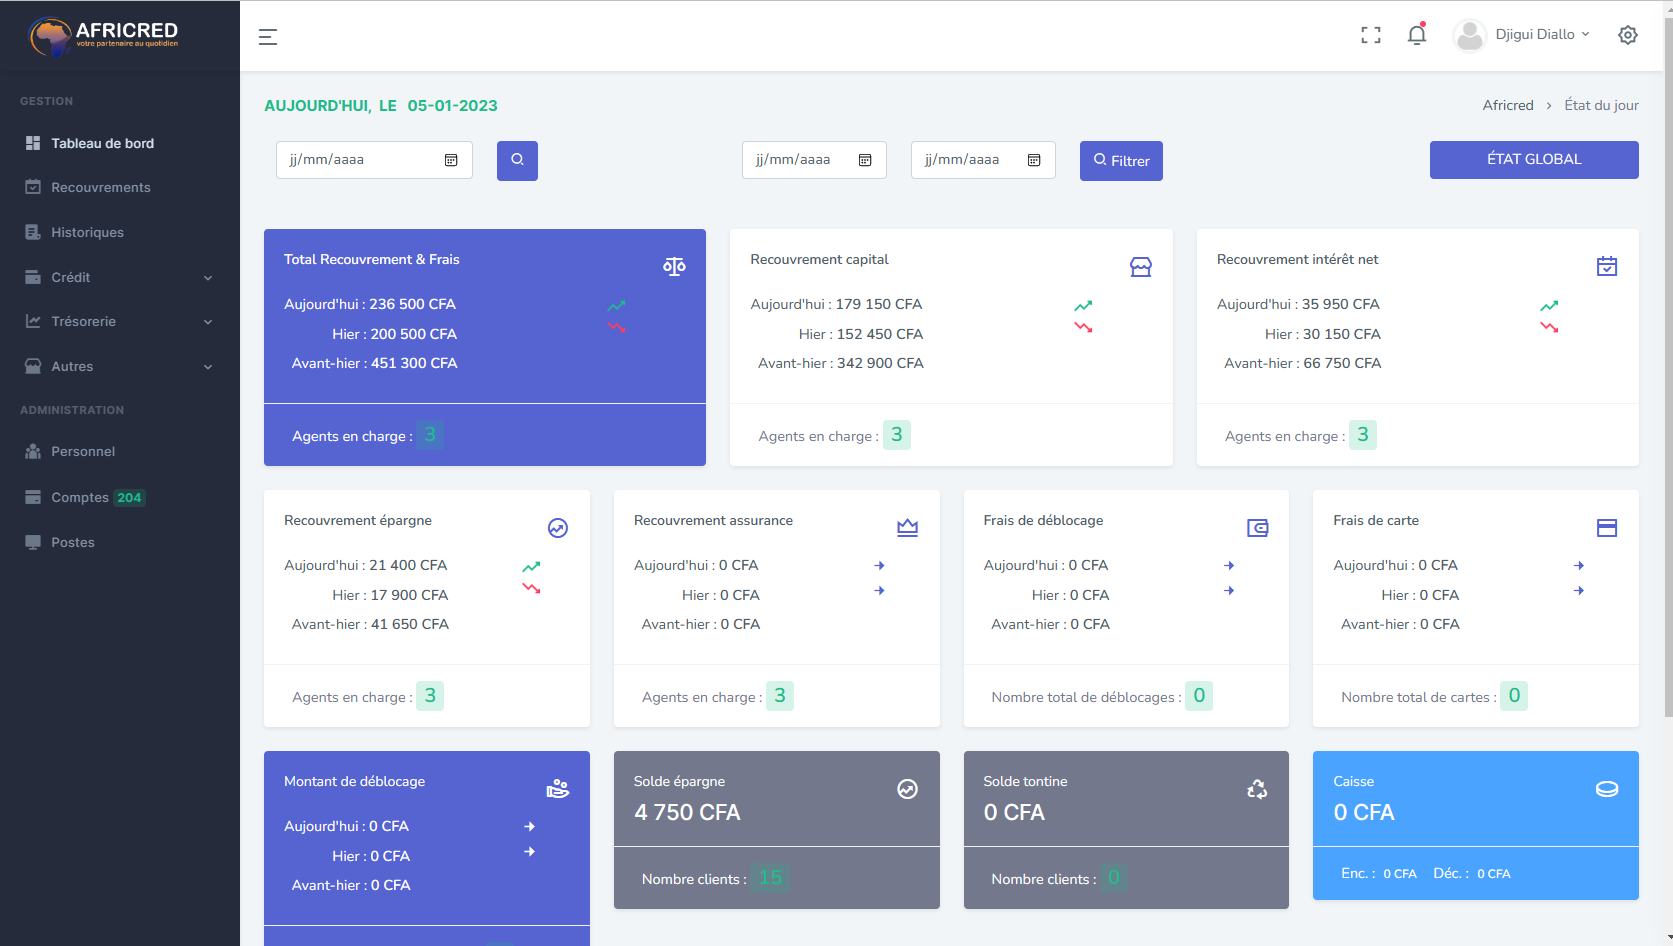 AFRICRED
votre partenaire au quotidien
Djigui Diallo
GESTION
Tableau de bord
Recouvrements
Historiques
Crédit
Trésorerie
Autres
ADMINISTRATION
Personnel
Comptes 204
Postes
AUJOURD'HUI, LE 05-01-2023
Africred > État du jour
jj/mm/aaaa
jj/mm/aaaa
jj/mm/aaaa
Filtrer
ÉTAT GLOBAL
Total Recouvrement & Frais
Aujourd'hui : 236 500 CFA
Hier : 200 500 CFA
Avant-hier : 451 300 CFA
Agents en charge : 3
Recouvrement capital
Aujourd'hui : 179 150 CFA
Hier : 152 450 CFA
Avant-hier : 342 900 CFA
Agents en charge : 3
Recouvrement intérêt net
Aujourd'hui : 35 950 CFA
Hier : 30 150 CFA
Avant-hier : 66 750 CFA
Agents en charge : 3
Recouvrement épargne
Aujourd'hui : 21 400 CFA
Hier : 17 900 CFA
Avant-hier : 41 650 CFA
Agents en charge : 3
Recouvrement assurance
Aujourd'hui : 0 CFA
Hier : 0 CFA
Avant-hier : 0 CFA
Agents en charge : 3
Frais de déblocage
Aujourd'hui : 0 CFA
Hier : 0 CFA
Avant-hier : 0 CFA
Nombre total de déblocages : 0
Frais de carte
Aujourd'hui : 0 CFA
Hier : 0 CFA
Avant-hier : 0 CFA
Nombre total de cartes : 0
Montant de déblocage
Aujourd'hui : 0 CFA
Hier : 0 CFA
Avant-hier : 0 CFA
Solde épargne
4 750 CFA
Nombre clients : 15
Solde tontine
0 CFA
Nombre clients : 0
Caisse
0 CFA
Enc. : 0 CFA Déc. : 0 CFA